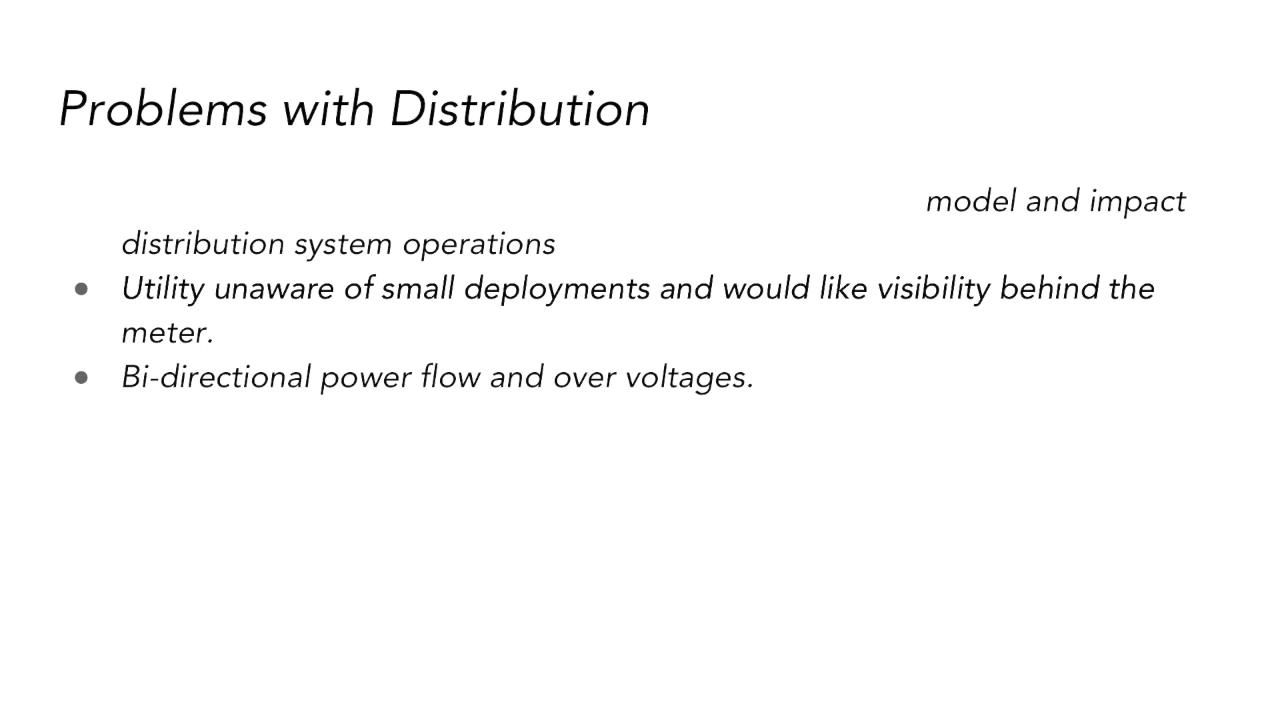 Problems with Distribution
model and impact
distribution system operations
● Utility unaware of small deployments and would like visibility behind the
meter.
● Bi-directional power flow and over voltages.